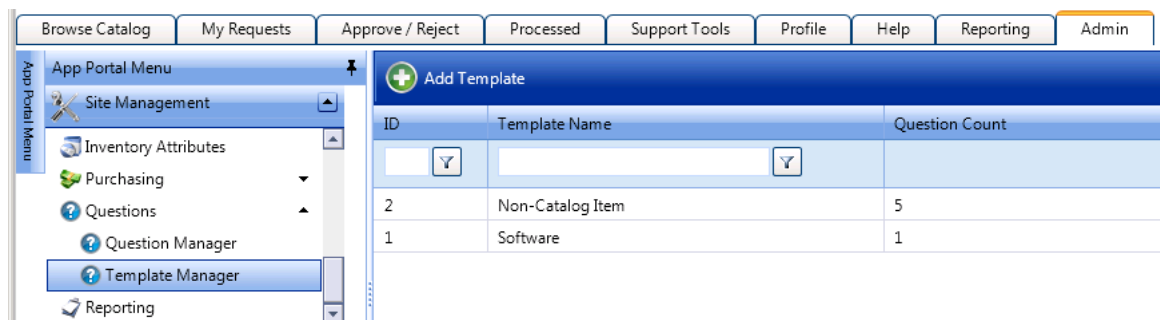 Browse Catalog My Requests Approve / Reject Processed Support Tools Profile Help Reporting Admin
App Portal Menu
App Portal Menu
Site Management
Inventory Attributes
Purchasing
Questions
Question Manager
Template Manager
Reporting
Add Template
ID Template Name Question Count
2 Non-Catalog Item 5
1 Software 1